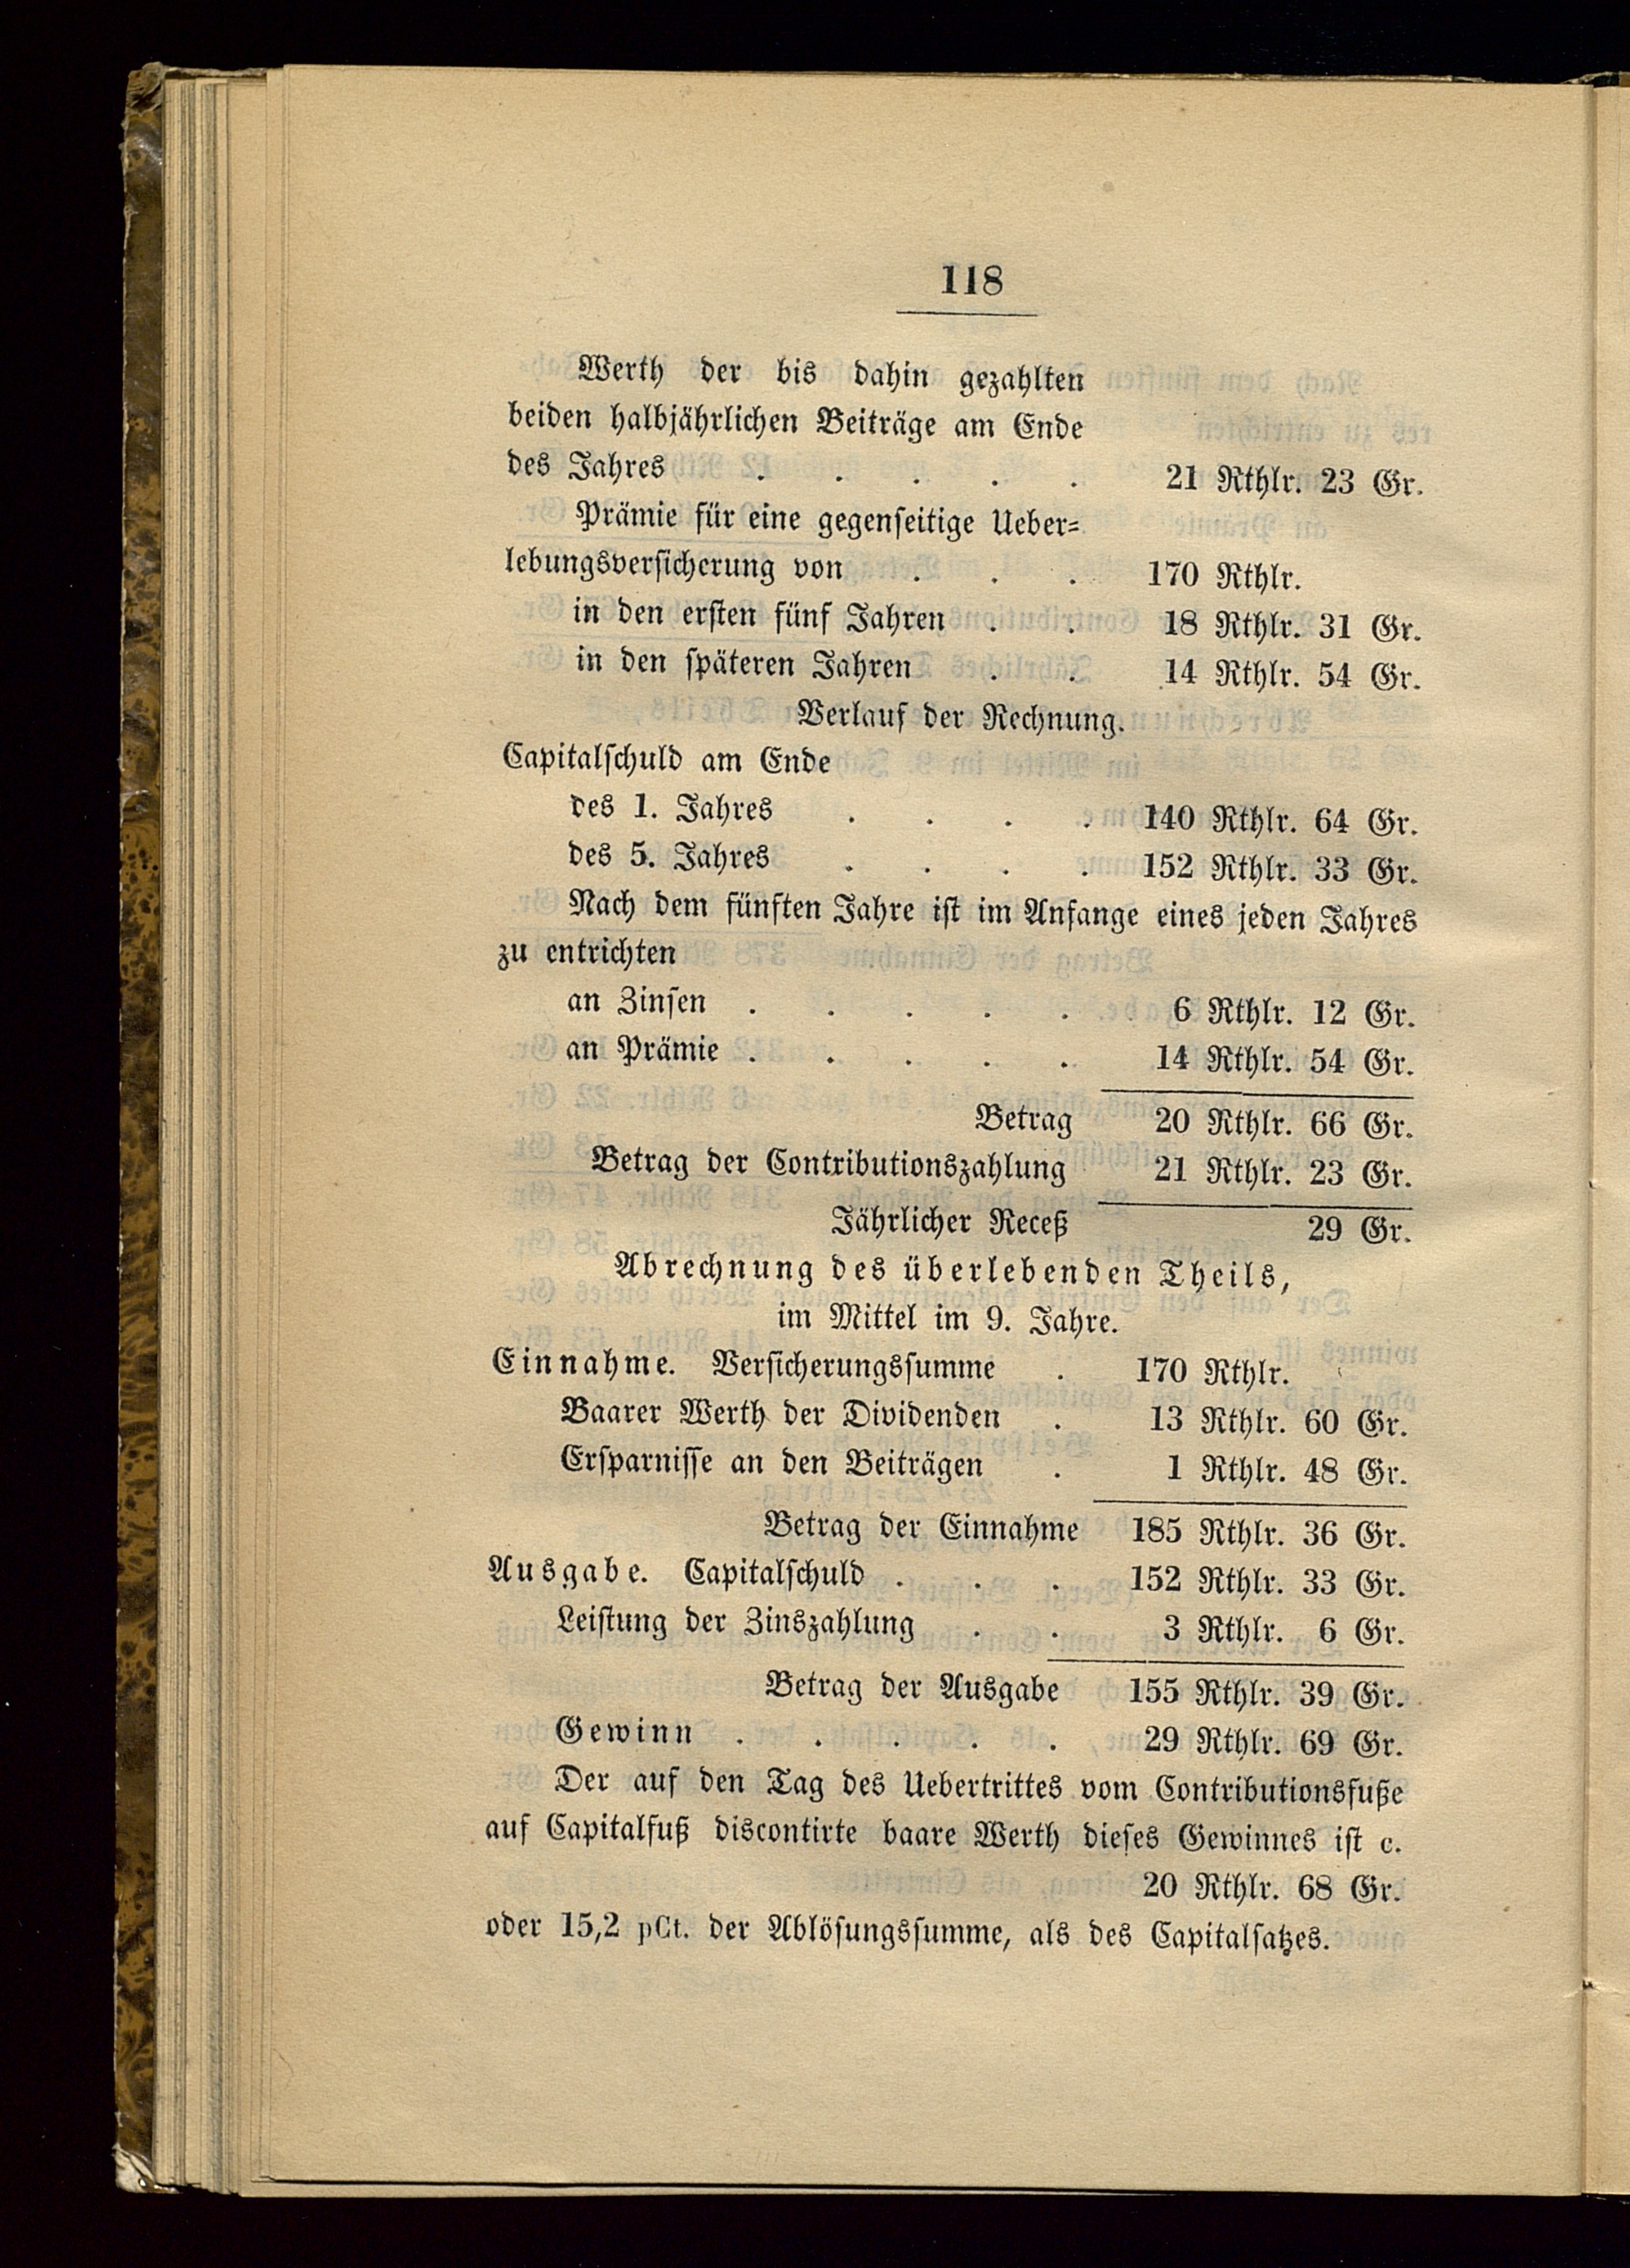 118
Werth der bis dahin gezahlten
beiden halbjährlichen Beiträge am Ende
des Jahres . . . . . 21 Rthlr. 23 Gr.
Prämie für eine gegenseitige Ueber=
lebungsversicherung von . . . 170 Rthlr.
in den ersten fünf Jahren . . 18 Rthlr. 31 Gr.
in den späteren Jahren . . 14 Rthlr. 54 Gr.
Verlauf der Rechnung.
Capitalschuld am Ende
des 1. Jahres . . . . 140 Rthlr. 64 Gr.
des 5. Jahres . . . . 152 Rthlr. 33 Gr.
Nach dem fünften Jahre ist im Anfange eines jeden Jahres
zu entrichten
an Zinsen . . . . . 6 Rthlr. 12 Gr.
an Prämie . . . . . 14 Rthlr. 54 Gr.
Betrag 20 Rthlr. 66 Gr.
Betrag der Contributionszahlung 21 Rthlr. 23 Gr.
Jährlicher Receß 29 Gr.
Abrechnung des überlebenden Theils,
im Mittel im 9. Jahre.
Einnahme. Versicherungssumme . 170 Rthlr.
Baarer Werth der Dividenden . 13 Rthlr. 60 Gr.
Ersparnisse an den Beiträgen . 1 Rthlr. 48 Gr.
Betrag der Einnahme 185 Rthlr. 36 Gr.
Ausgabe. Capitalschuld . . . 152 Rthlr. 33 Gr.
Leistung der Zinszahlung . . 3 Rthlr. 6 Gr.
Betrag der Ausgabe 155 Rthlr. 39 Gr.
Gewinn . . . . . 29 Rthlr. 69 Gr.
Der auf den Tag des Uebertrittes vom Contributionsfuße
auf Capitalfuß discontirte baare Werth dieses Gewinnes ist c.
20 Rthlr. 68 Gr.
oder 15,2 pCt. der Ablösungssumme, als des Capitalsatzes.